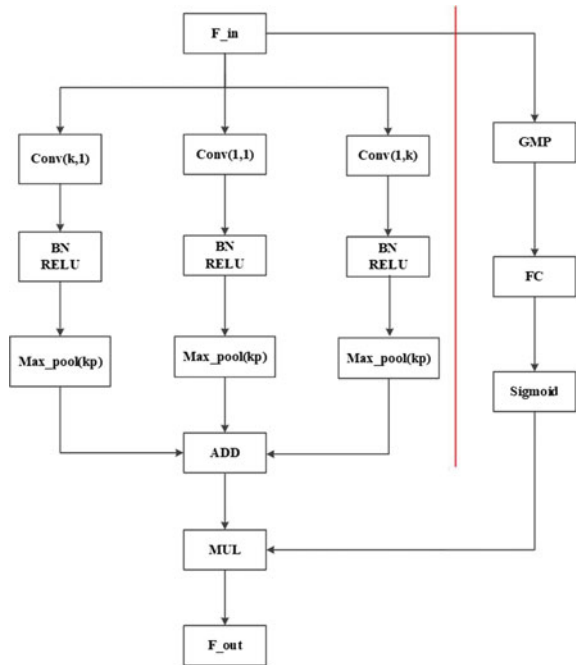 F_in
Conv(k,1)
Conv(1,1)
Conv(1,k)
GMP
BN
RELU
BN
RELU
BN
RELU
FC
Max_pool(kp)
Max_pool(kp)
Max_pool(kp)
Sigmoid
ADD
MUL
F_out